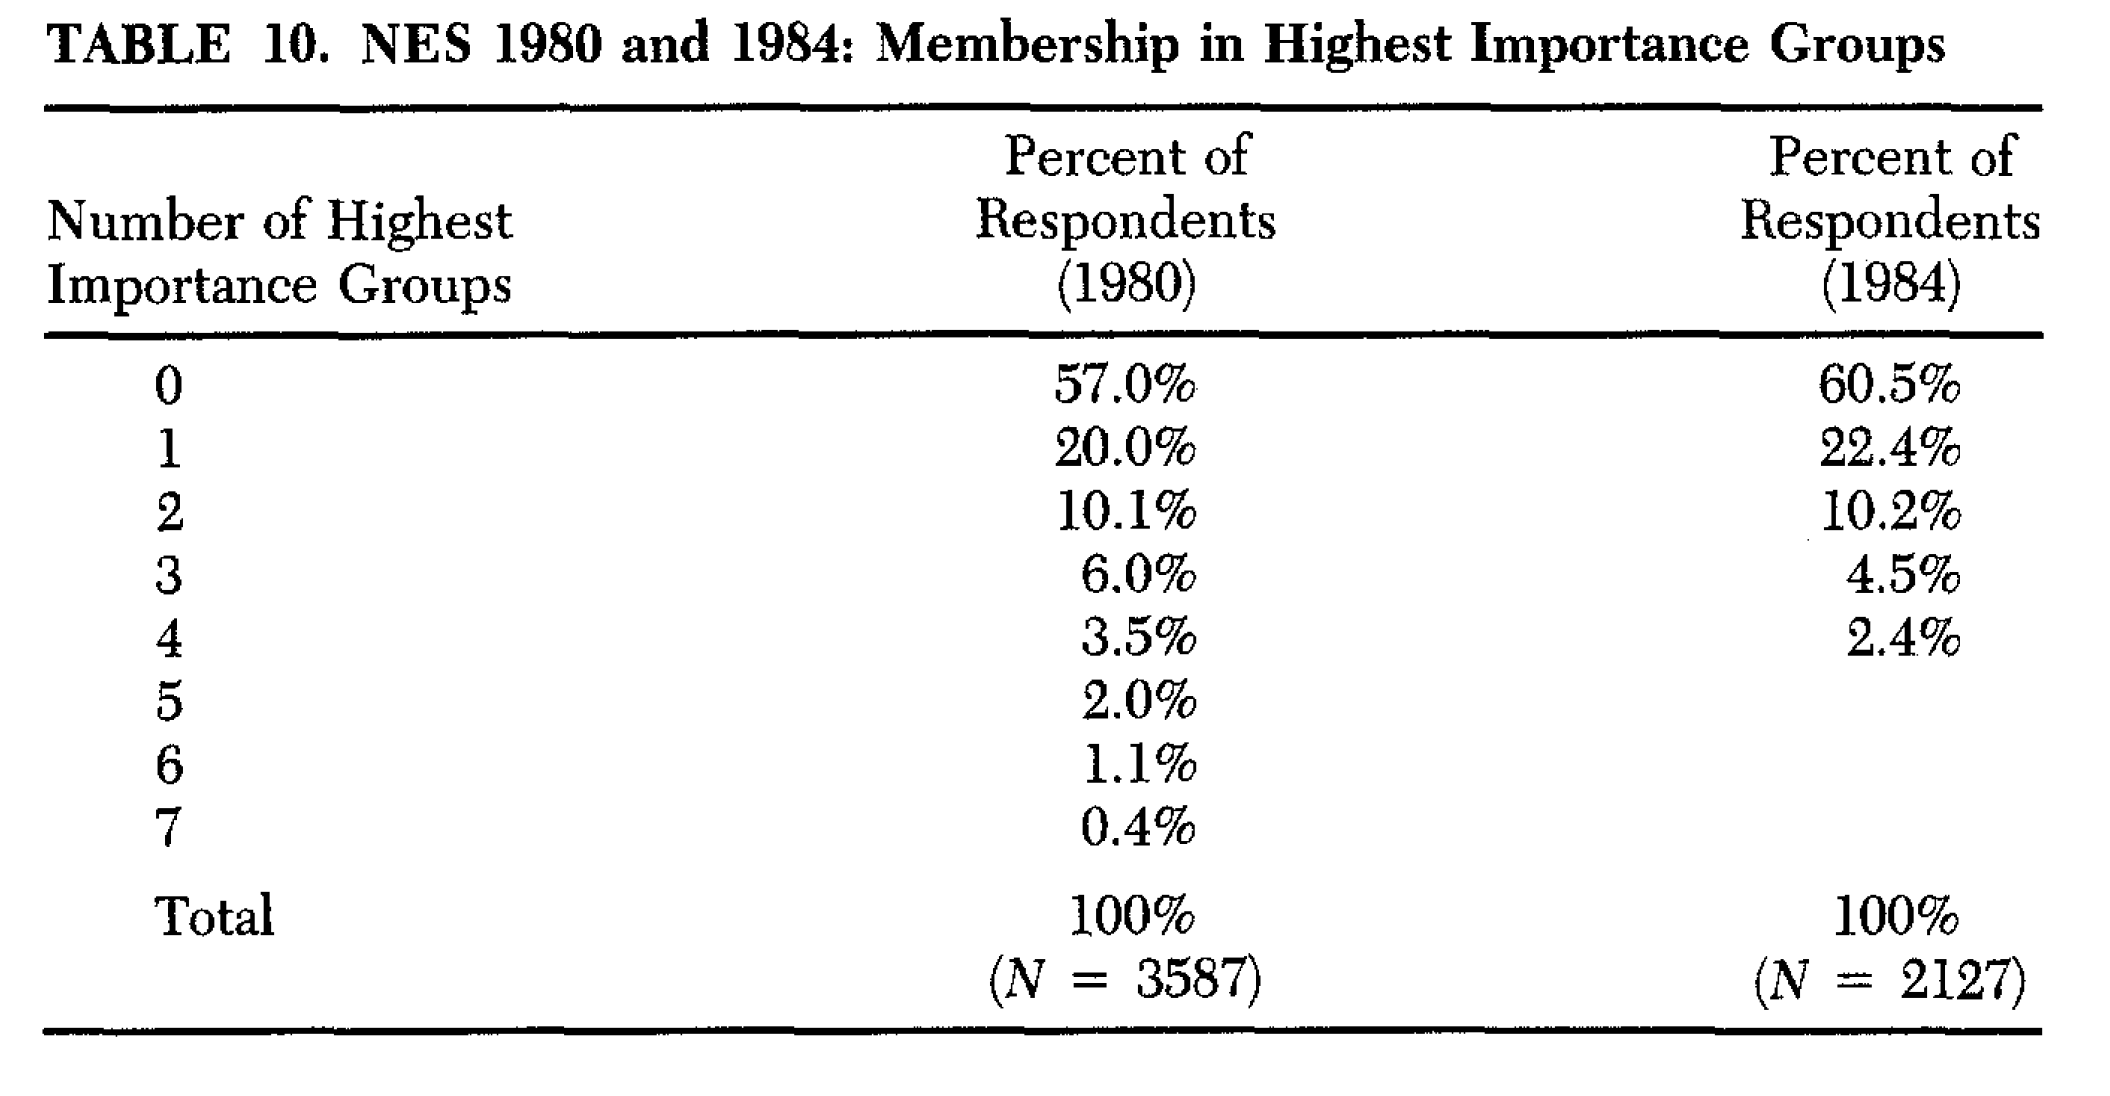 TABLE 10. NES 1980 and 1984: Membership in Highest Importance Groups
Number of Highest Importance Groups
Percent of Respondents (1980)
Percent of Respondents (1984)
0 57.0% 60.5%
1 20.0% 22.4%
2 10.1% 10.2%
3 6.0% 4.5%
4 3.5% 2.4%
5 2.0%
6 1.1%
7 0.4%
Total 100% 100%
(N = 3587) (N = 2127)